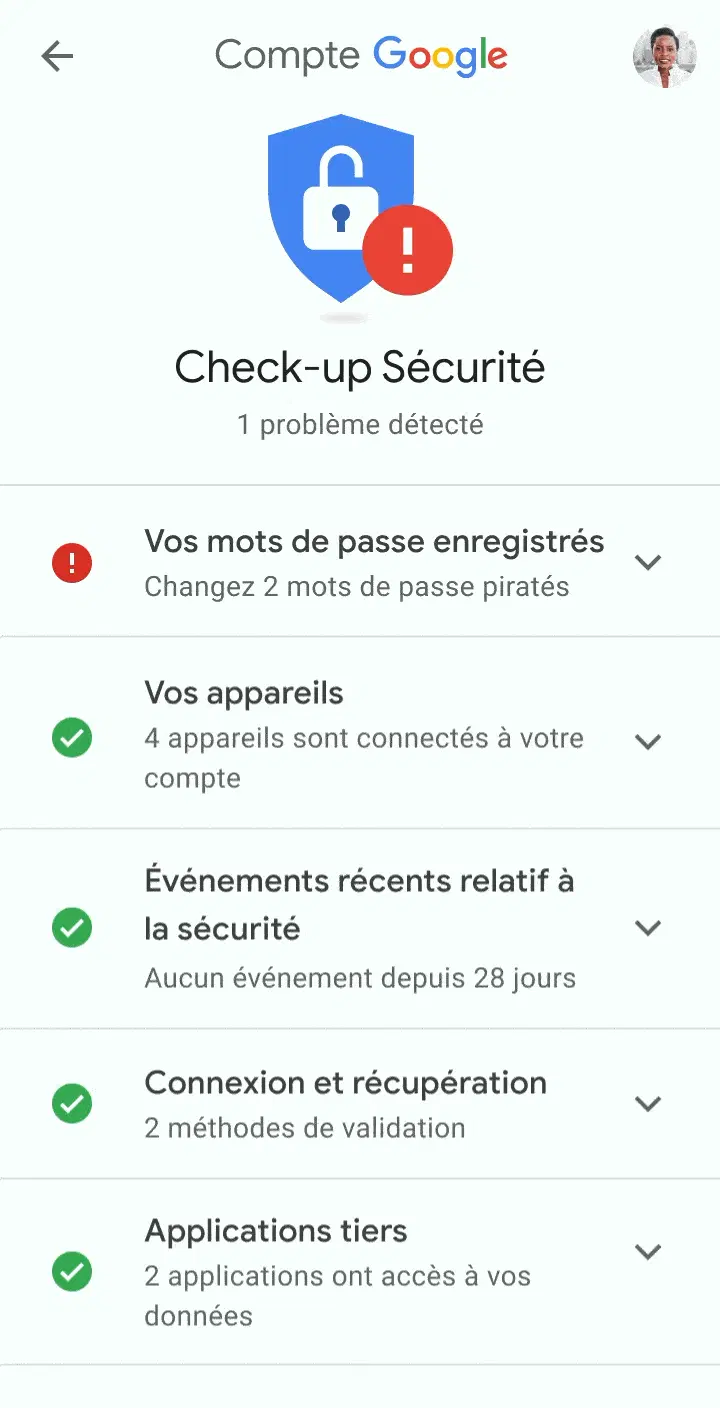 Compte Google
Check-up Sécurité
1 problème détecté
Vos mots de passe enregistrés
Changez 2 mots de passe piratés
Vos appareils
4 appareils sont connectés à votre
compte
Événements récents relatif à
la sécurité
Aucun événement depuis 28 jours
Connexion et récupération
2 méthodes de validation
Applications tiers
2 applications ont accès à vos
données